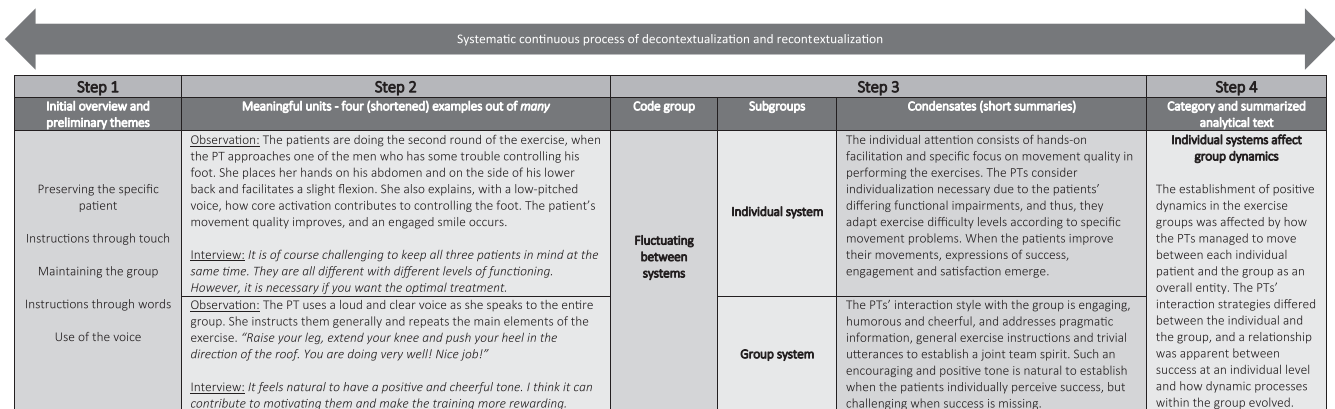 Systematic continuous process of decontextualization and recontextualization
Step 1
Step 2
Step 3
Step 4
Initial overview and
preliminary themes
Meaningful units - four (shortened) examples out of many
Code group
Subgroups
Condensates (short summaries)
Category and summarized
analytical text
Preserving the specific
patient
Instructions through touch
Maintaining the group
Instructions through words
Use of the voice
Observation: The patients are doing the second round of the exercise, when
the PT approaches one of the men who has some trouble controlling his
foot. She places her hands on his abdomen and on the side of his lower
back and facilitates a slight flexion. She also explains, with a low-pitched
voice, how core activation contributes to controlling the foot. The patient's
movement quality improves, and an engaged smile occurs.
Interview: It is of course challenging to keep all three patients in mind at the
same time. They are all different with different levels of functioning.
However, it is necessary if you want the optimal treatment.
Observation: The PT uses a loud and clear voice as she speaks to the entire
group. She instructs them generally and repeats the main elements of the
exercise. “Raise your leg, extend your knee and push your heel in the
direction of the roof. You are doing very well! Nice job!”
Interview: It feels natural to have a positive and cheerful tone. I think it can
contribute to motivating them and make the training more rewarding.
Fluctuating
between
systems
Individual system
Group system
The individual attention consists of hands-on
facilitation and specific focus on movement quality in
performing the exercises. The PTs consider
individualization necessary due to the patients'
differing functional impairments, and thus, they
adapt exercise difficulty levels according to specific
movement problems. When the patients improve
their movements, expressions of success,
engagement and satisfaction emerge.
The PTs' interaction style with the group is engaging,
humorous and cheerful, and addresses pragmatic
information, general exercise instructions and trivial
utterances to establish a joint team spirit. Such an
encouraging and positive tone is natural to establish
when the patients individually perceive success, but
challenging when success is missing.
Individual systems affect
group dynamics
The establishment of positive
dynamics in the exercise
groups was affected by how
the PTs managed to move
between each individual
patient and the group as an
overall entity. The PTs'
interaction strategies differed
between the individual and
the group, and a relationship
was apparent between
success at an individual level
and how dynamic processes
within the group evolved.